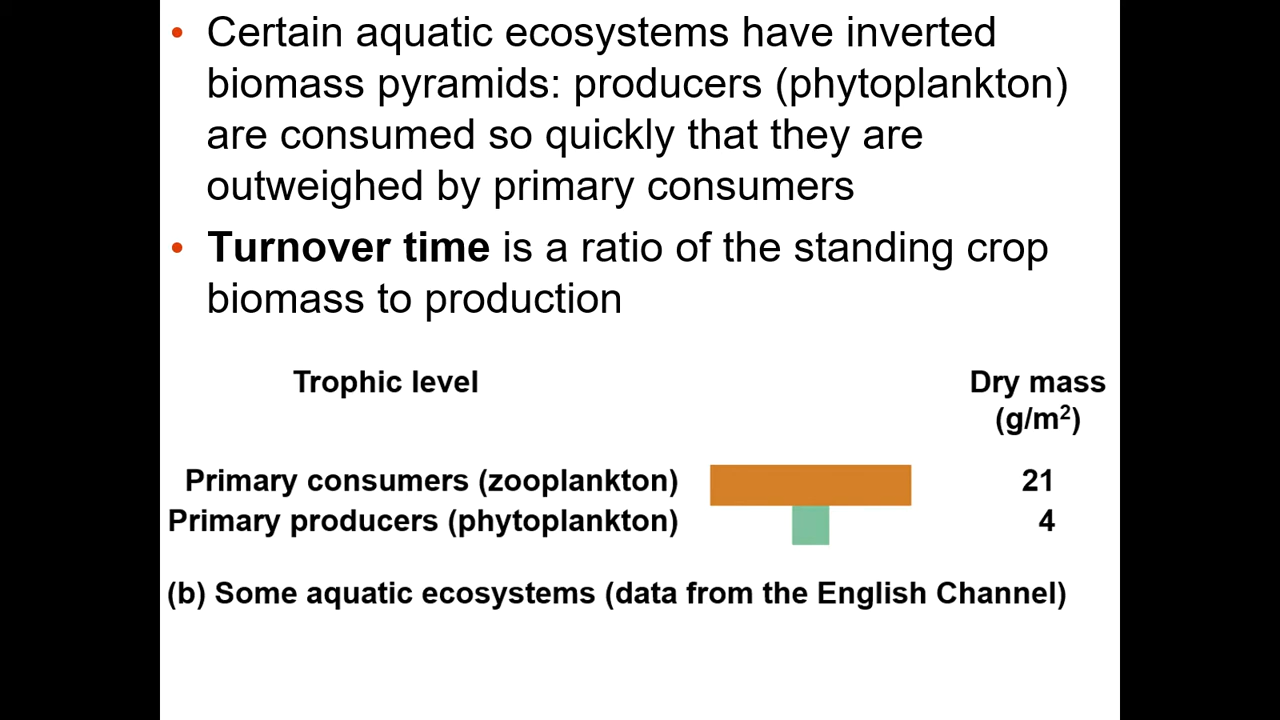 • Certain aquatic ecosystems have inverted
biomass pyramids: producers (phytoplankton)
are consumed so quickly that they are
outweighed by primary consumers
• Turnover time is a ratio of the standing crop
biomass to production
Trophic level
Dry mass
(g/m²)
Primary consumers (zooplankton) 21
Primary producers (phytoplankton) 4
(b) Some aquatic ecosystems (data from the English Channel)